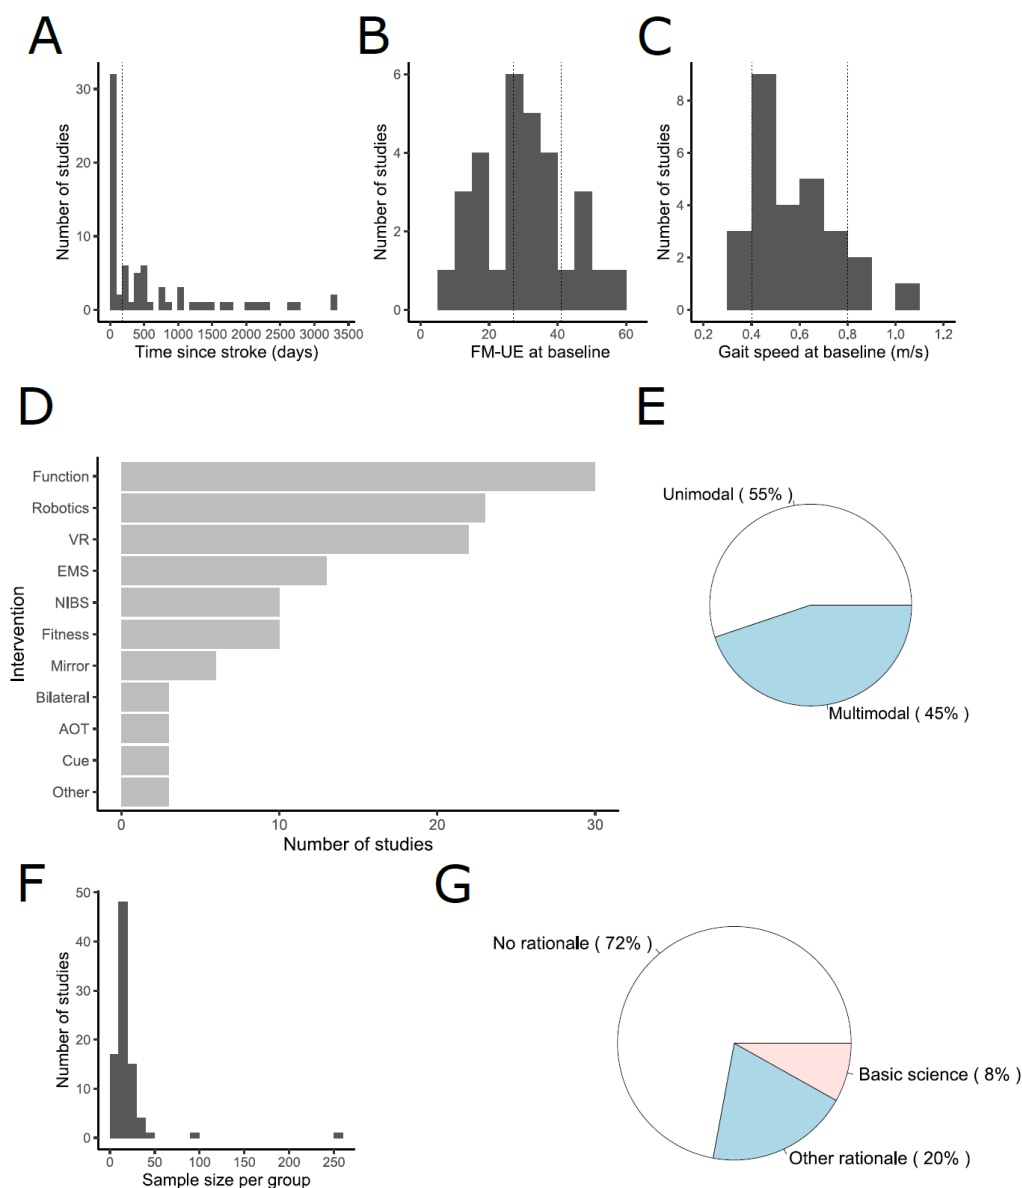 A
Number of studies
30
20
10
0
0
500
1000
1500
2000
2500
3000
3500
Time since stroke (days)
B
Number of studies
6
4
2
0
0
20
40
60
FM-UE at baseline
C
Number of studies
8
6
4
2
0
0.2
0.4
0.6
0.8
1.0
1.2
Gait speed at baseline (m/s)
D
Intervention
Function
Robotics
VR
EMS
NIBS
Fitness
Mirror
Bilateral
AOT
Cue
Other
0
10
20
30
Number of studies
E
Unimodal ( 55% )
Multimodal ( 45% )
F
Number of studies
50
40
30
20
10
0
0
50
100
150
200
250
Sample size per group
G
No rationale ( 72% )
Basic science ( 8% )
Other rationale ( 20% )